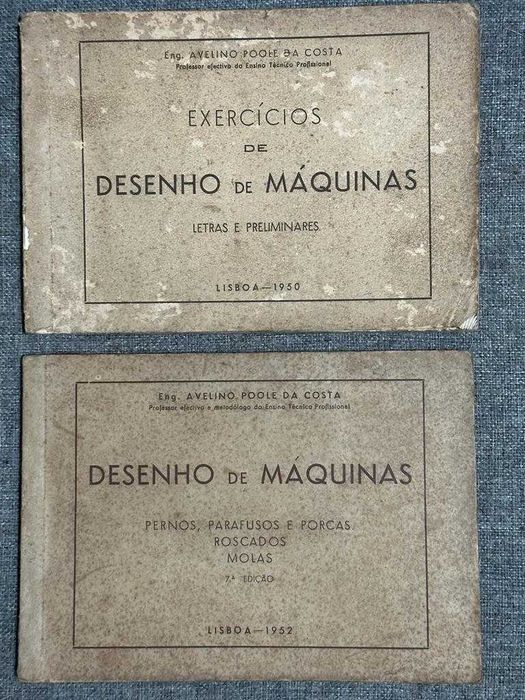 Eng. AVELINO POOLE DA COSTA
Professor efectivo do Ensino Técnico Profissional
EXERCÍCIOS
DE
DESENHO DE MÁQUINAS
LETRAS E PRELIMINARES
LISBOA—1950
Eng. AVELINO POOLE DA COSTA
Professor efectivo e metodólogo do Ensino Técnico Profissional
DESENHO DE MÁQUINAS
PERNOS, PARAFUSOS E PORCAS
ROSCADOS
MOLAS
7.ª EDIÇÃO
LISBOA—1952